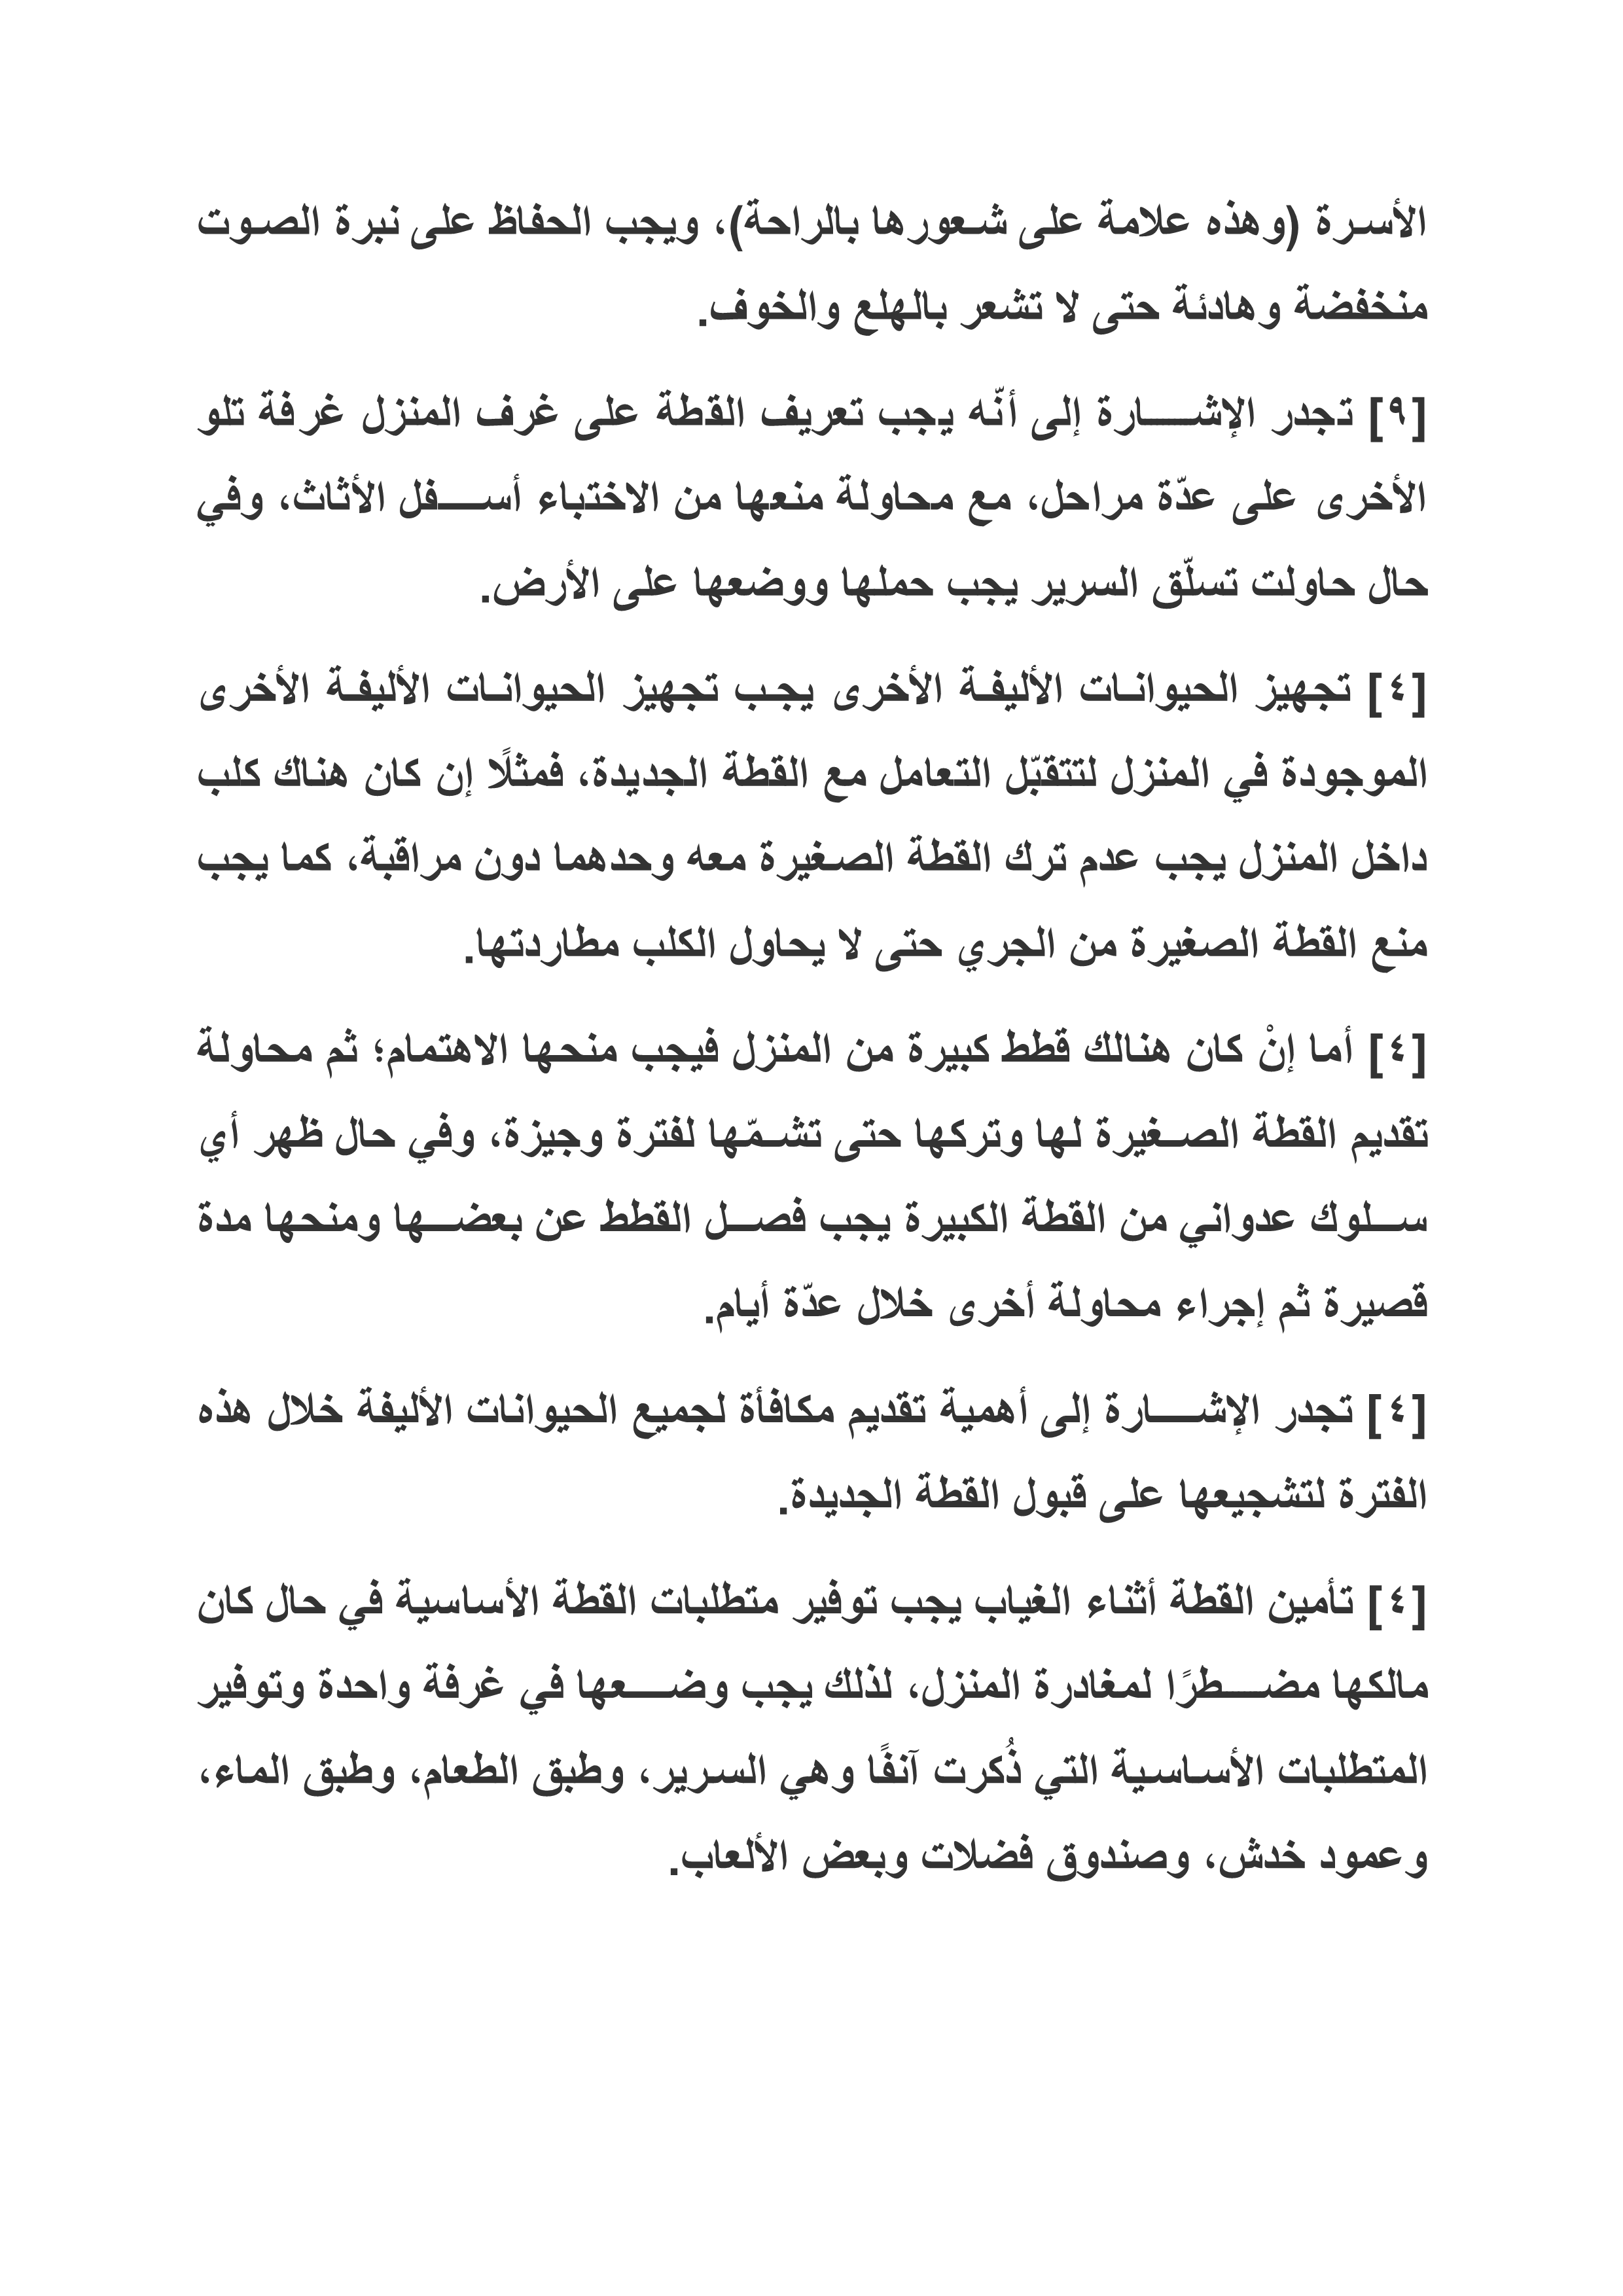 الأسرة (وهذه علامة على شعورها بالراحة)، ويجب الحفاظ على نبرة الصوت
منخفضة وهادئة حتى لا تشعر بالهلع والخوف.
[٩] تجدر الإشارة إلى أنّه يجب تعريف القطة على غرف المنزل غرفة تلو
الأخرى على عدّة مراحل، مع محاولة منعها من الاختباء أسفل الأثاث، وفي
حال حاولت تسلّق السرير يجب حملها ووضعها على الأرض.
[٤] تجهيز الحيوانات الأليفة الأخرى يجب تجهيز الحيوانات الأليفة الأخرى
الموجودة في المنزل لتتقبّل التعامل مع القطة الجديدة، فمثلًا إن كان هناك كلب
داخل المنزل يجب عدم ترك القطة الصغيرة معه وحدهما دون مراقبة، كما يجب
منع القطة الصغيرة من الجري حتى لا يحاول الكلب مطاردتها.
[٤] أما إنْ كان هنالك قطط كبيرة من المنزل فيجب منحها الاهتمام؛ ثم محاولة
تقديم القطة الصغيرة لها وتركها حتى تشمّها لفترة وجيزة، وفي حال ظهر أي
سلوك عدواني من القطة الكبيرة يجب فصل القطط عن بعضها ومنحها مدة
قصيرة ثم إجراء محاولة أخرى خلال عدّة أيام.
[٤] تجدر الإشارة إلى أهمية تقديم مكافأة لجميع الحيوانات الأليفة خلال هذه
الفترة لتشجيعها على قبول القطة الجديدة.
[٤] تأمين القطة أثناء الغياب يجب توفير متطلبات القطة الأساسية في حال كان
مالكها مضطرًا لمغادرة المنزل، لذلك يجب وضعها في غرفة واحدة وتوفير
المتطلبات الأساسية التي ذُكرت آنفًا وهي السرير، وطبق الطعام، وطبق الماء،
وعمود خدش، وصندوق فضلات وبعض الألعاب.